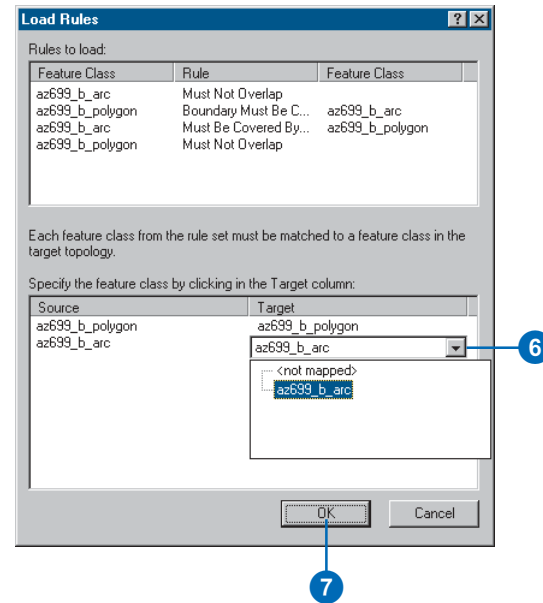 Load Rules
Rules to load:
Feature Class Rule Feature Class
az699_b_arc Must Not Overlap
az699_b_polygon Boundary Must Be C... az699_b_arc
az699_b_arc Must Be Covered By... az699_b_polygon
az699_b_polygon Must Not Overlap
Each feature class from the rule set must be matched to a feature class in the
target topology.
Specify the feature class by clicking in the Target column:
Source Target
az699_b_polygon az699_b_polygon
az699_b_arc az699_b_arc
6
<not mapped>
az699_b_arc
OK Cancel
7